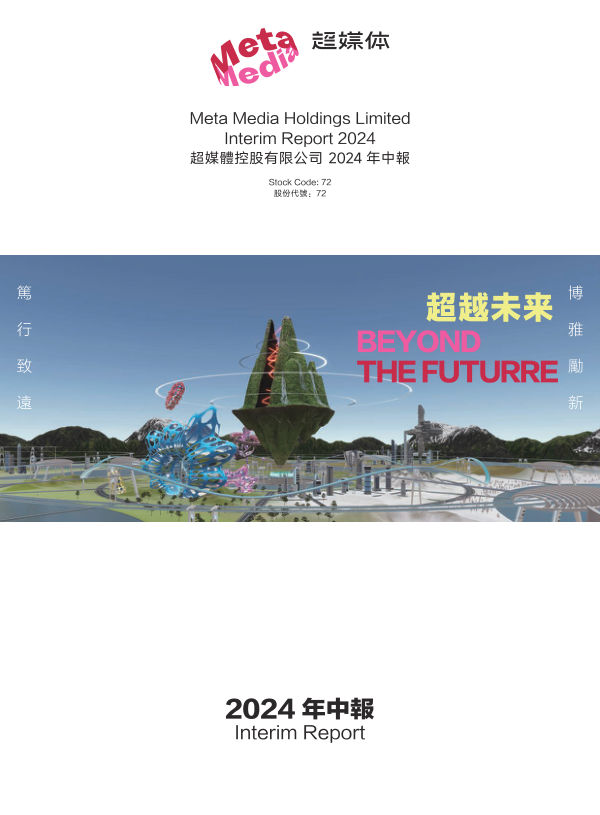 Meta
Media
超媒体
Meta Media Holdings Limited
Interim Report 2024
超媒體控股有限公司 2024 年中報
Stock Code: 72
股份代號：72
篤行致遠
超越未来
BEYOND
THE FUTURRE
博雅勵新
2024 年中報
Interim Report